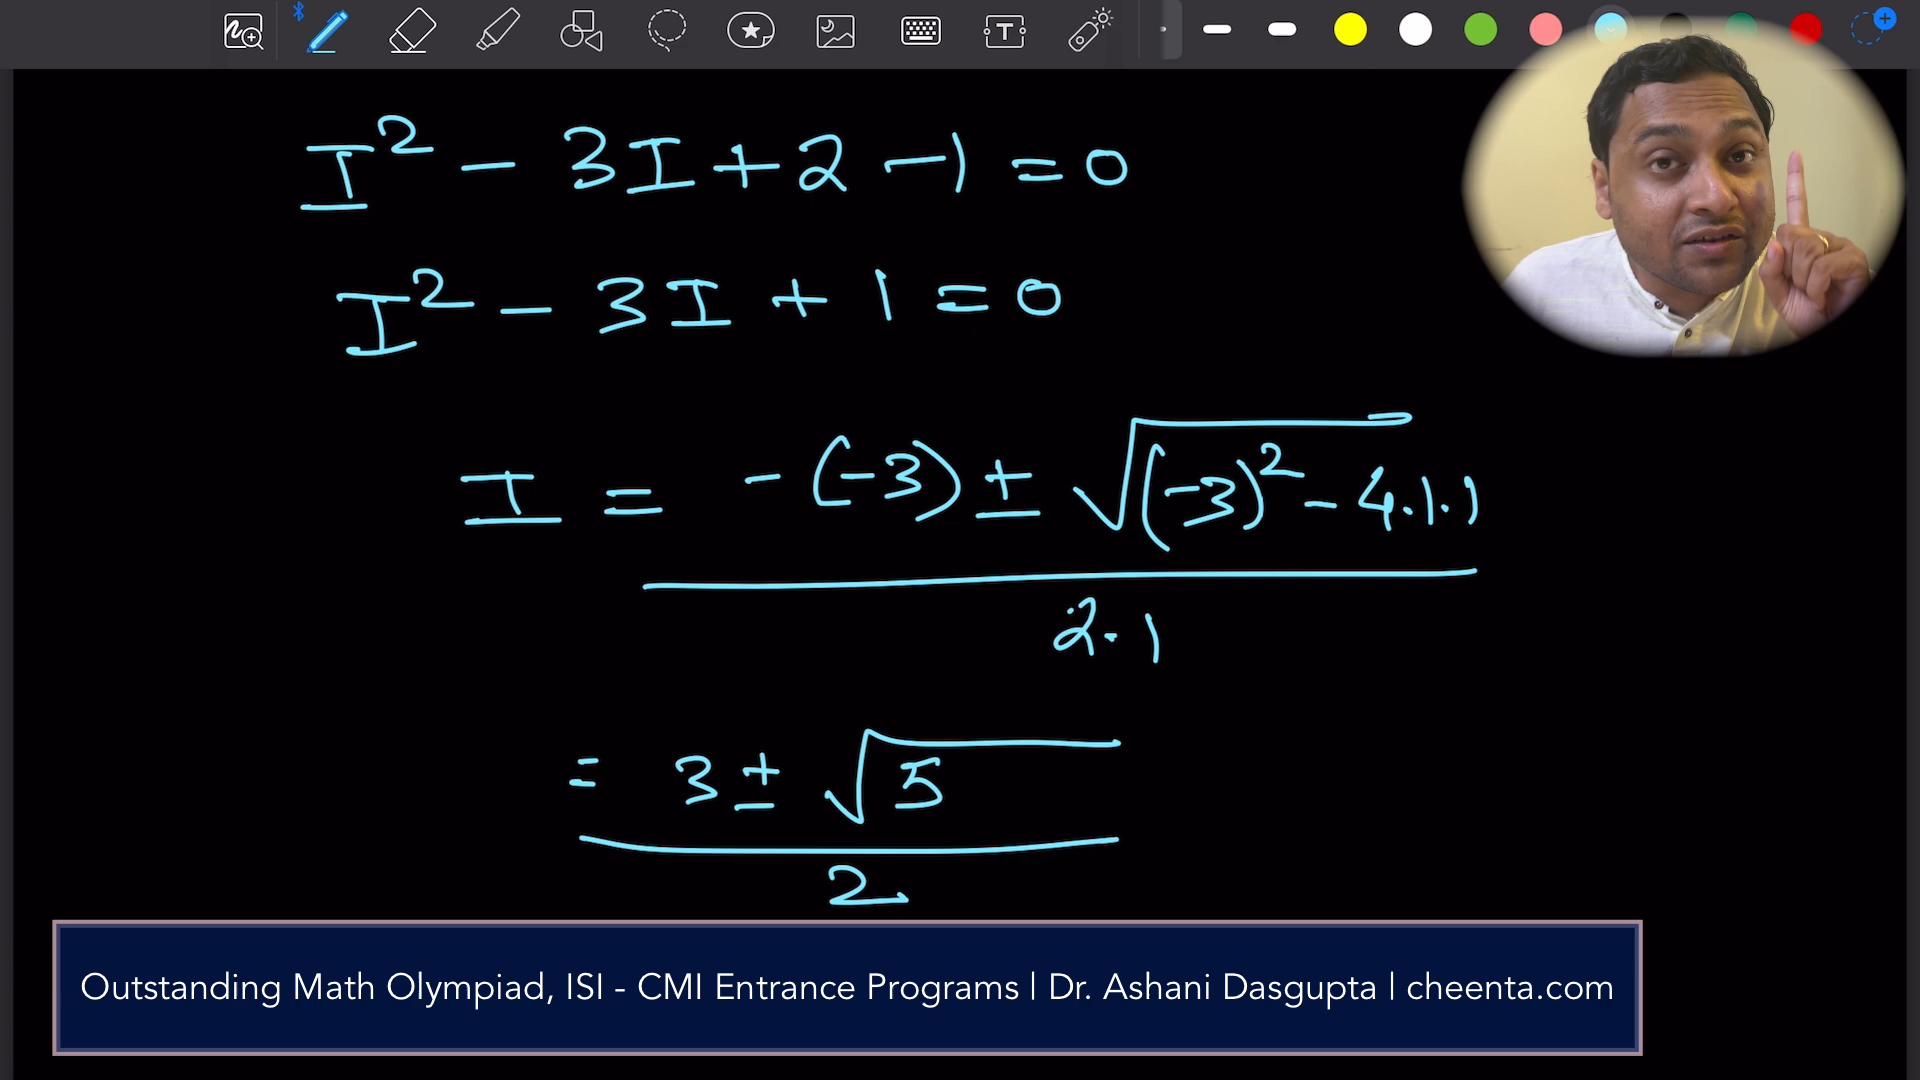 I² - 3I + 2 - 1 = 0
I² - 3I + 1 = 0
I = -(-3) ± √(-3)² - 4.1.1
2.1
= 3 ± √5
2
Outstanding Math Olympiad, ISI - CMI Entrance Programs | Dr. Ashani Dasgupta | cheenta.com